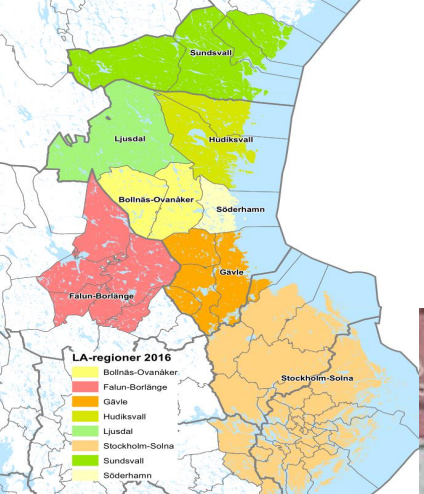 Sundsvall
Ljusdal
Hudiksvall
Bollnäs-Ovanåker
Söderhamn
Gävle
Falun-Borlänge
Stockholm-Solna
LA-regioner 2016
Bollnäs-Ovanåker
Falun-Borlänge
Gävle
Hudiksvall
Ljusdal
Stockholm-Solna
Sundsvall
Söderhamn